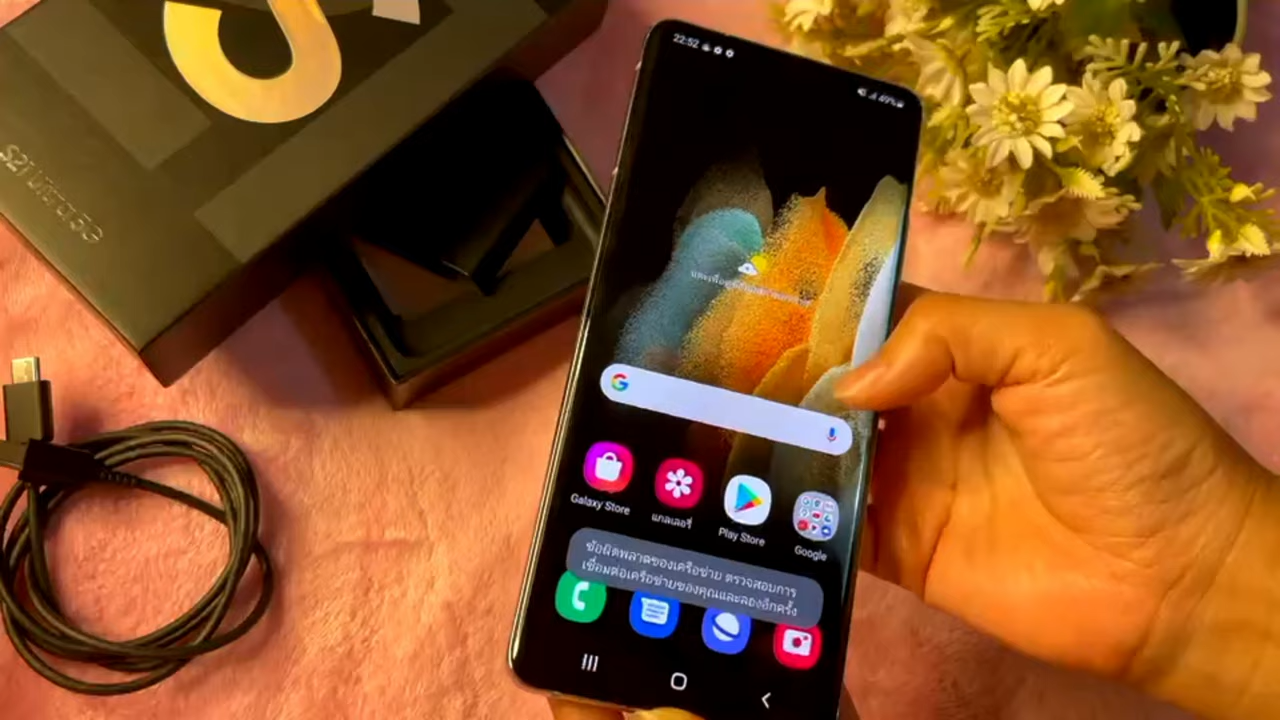 S
S21 Ultra 5G
22:52
69%
G
Galaxy Store
แกลเลอรี่
Play Store
Google
ข้อผิดพลาดของเครือข่าย ตรวจสอบการ
เชื่อมต่อเครือข่ายของคุณและลองอีกครั้ง